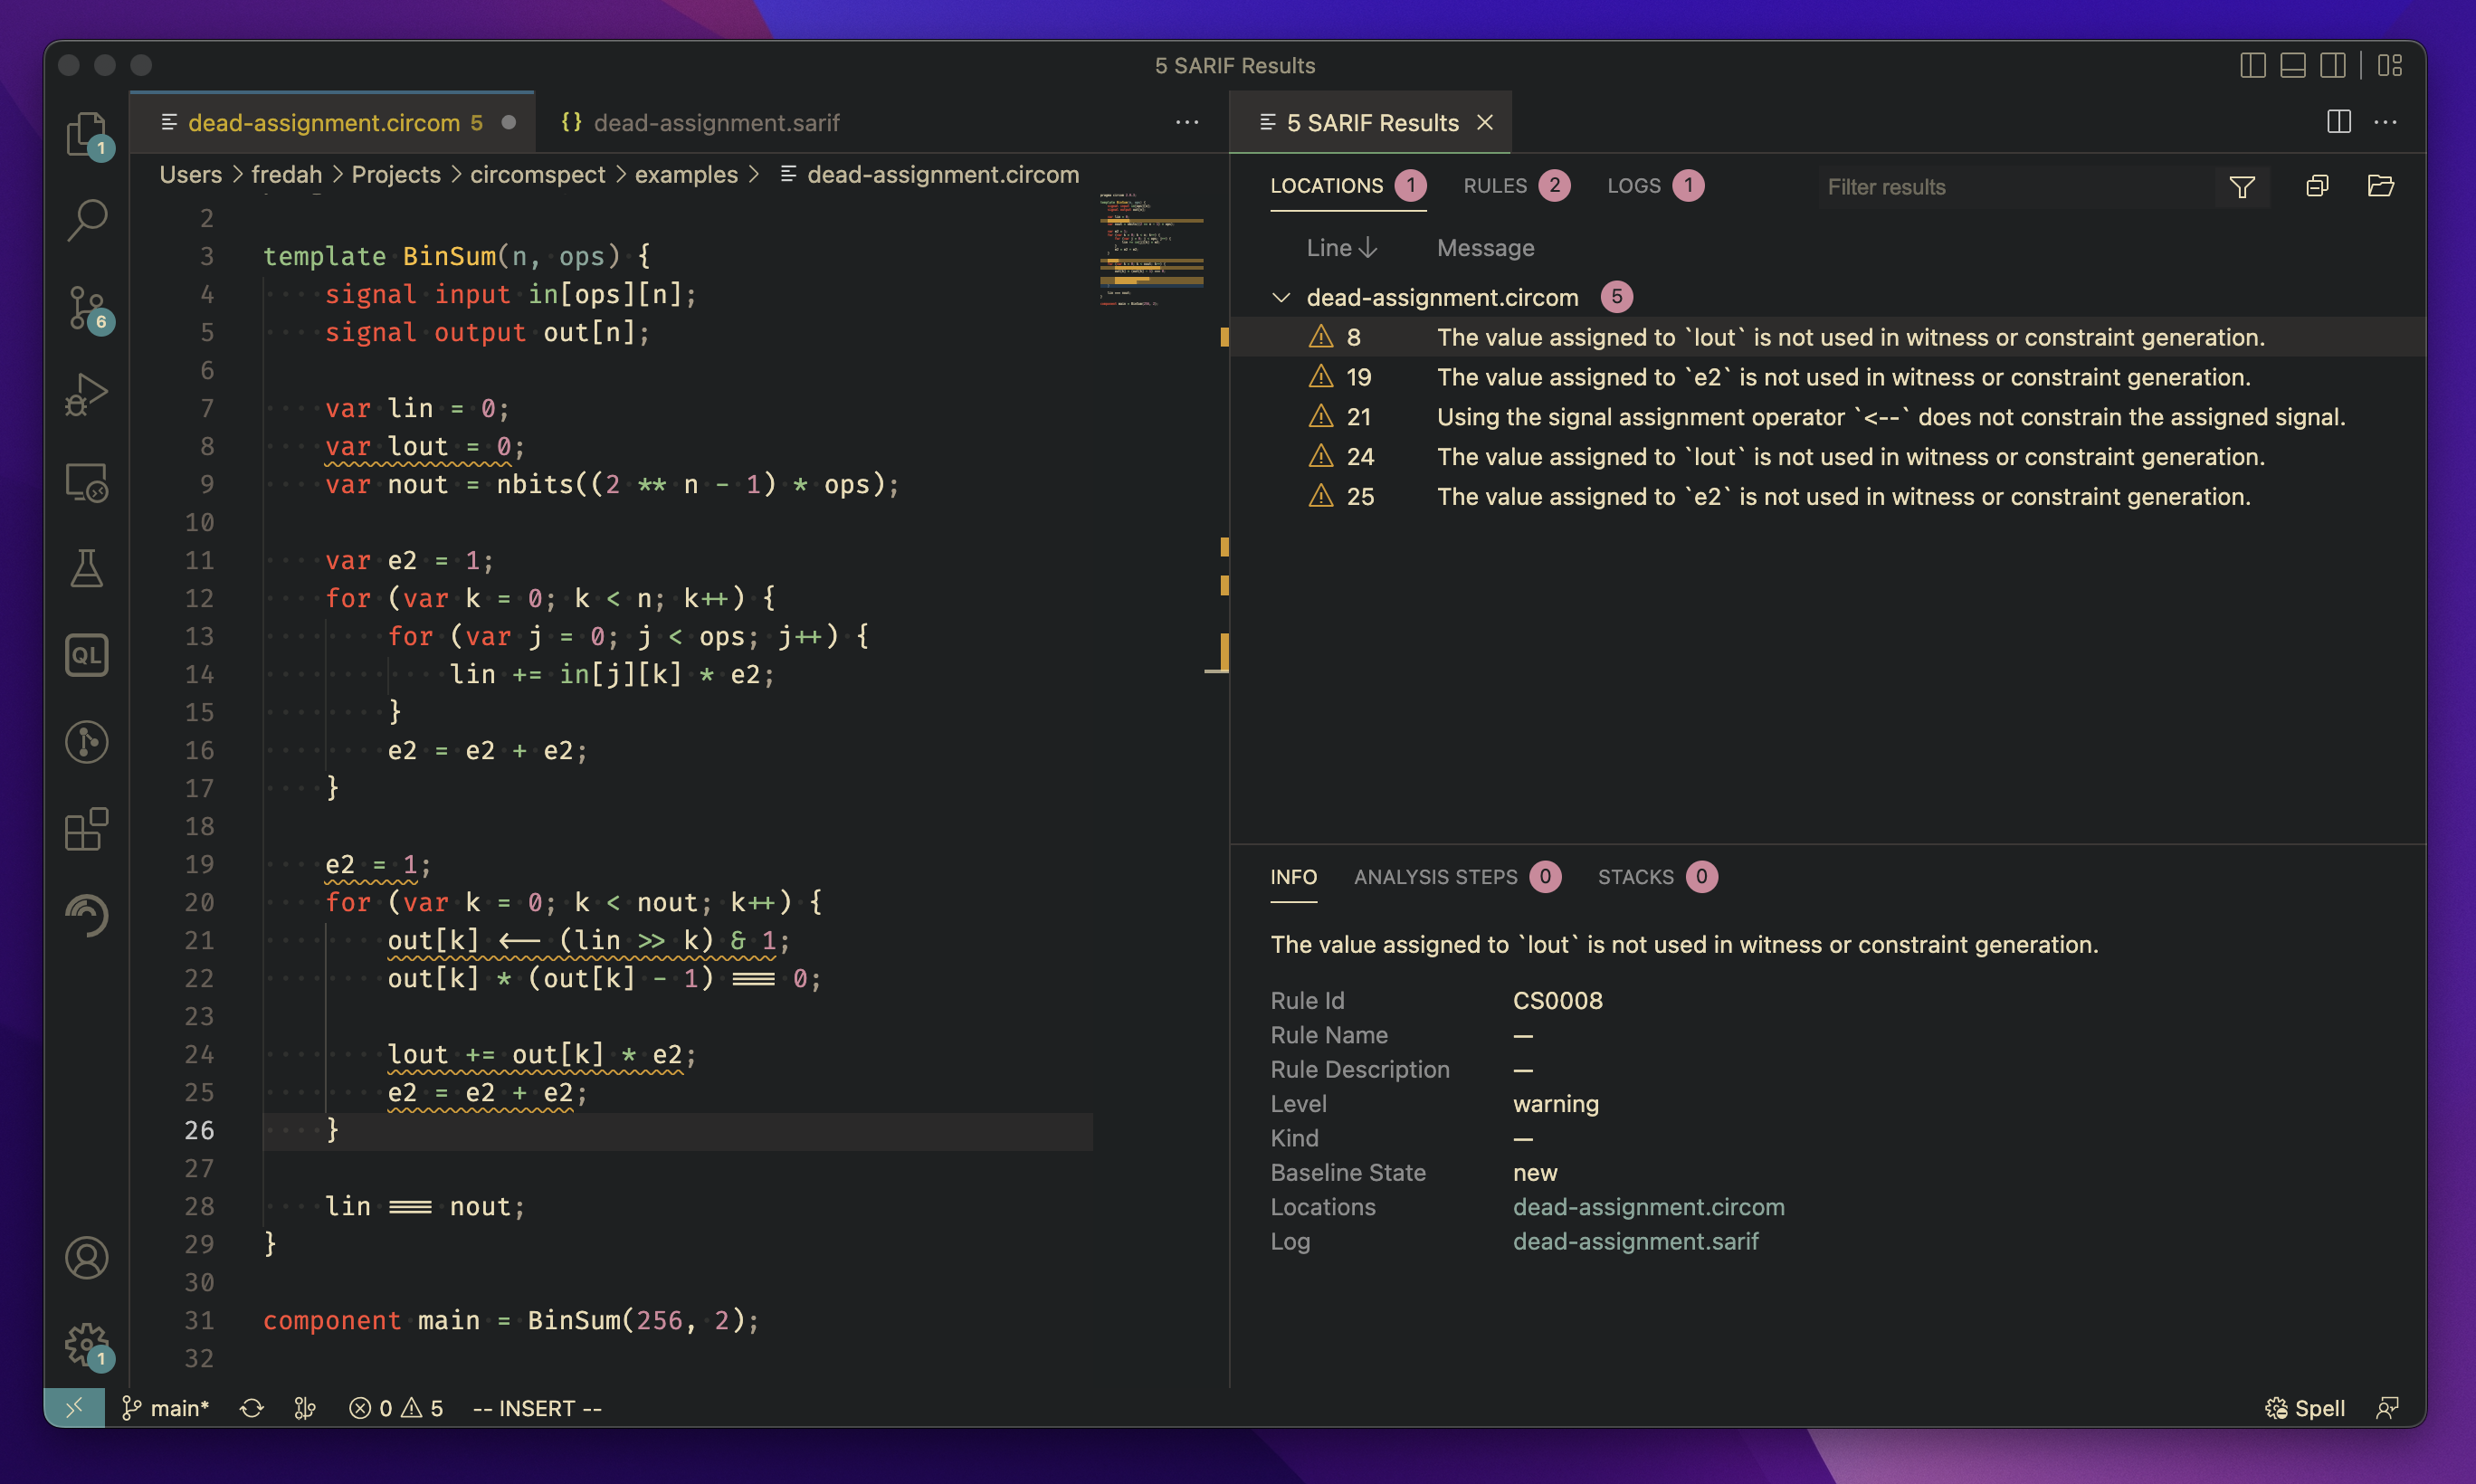 5 SARIF Results
dead-assignment.circom 5
{} dead-assignment.sarif
Users > fredah > Projects > circomspect > examples > dead-assignment.circom
2
3 template BinSum(n, ops) {
4 signal input in[ops][n];
5 signal output out[n];
6
7 var lin = 0;
8 var lout = 0;
9 var nout = nbits((2 ** n - 1) * ops);
10
11 var e2 = 1;
12 for (var k = 0; k < n; k++) {
13 for (var j = 0; j < ops; j++) {
14 lin += in[j][k] * e2;
15 }
16 e2 = e2 + e2;
17 }
18
19 e2 = 1;
20 for (var k = 0; k < nout; k++) {
21 out[k] <-- (lin >> k) & 1;
22 out[k] * (out[k] - 1) === 0;
23
24 lout += out[k] * e2;
25 e2 = e2 + e2;
26 }
27
28 lin === nout;
29 }
30
31 component main = BinSum(256, 2);
32
1
6
QL
1
5 SARIF Results
LOCATIONS 1 RULES 2 LOGS 1 Filter results
Line Message
dead-assignment.circom 5
8 The value assigned to `lout` is not used in witness or constraint generation.
19 The value assigned to `e2` is not used in witness or constraint generation.
21 Using the signal assignment operator `<--` does not constrain the assigned signal.
24 The value assigned to `lout` is not used in witness or constraint generation.
25 The value assigned to `e2` is not used in witness or constraint generation.
INFO ANALYSIS STEPS 0 STACKS 0
The value assigned to `lout` is not used in witness or constraint generation.
Rule Id CS0008
Rule Name —
Rule Description —
Level warning
Kind —
Baseline State new
Locations dead-assignment.circom
Log dead-assignment.sarif
main* 0 5 -- INSERT -- Spell